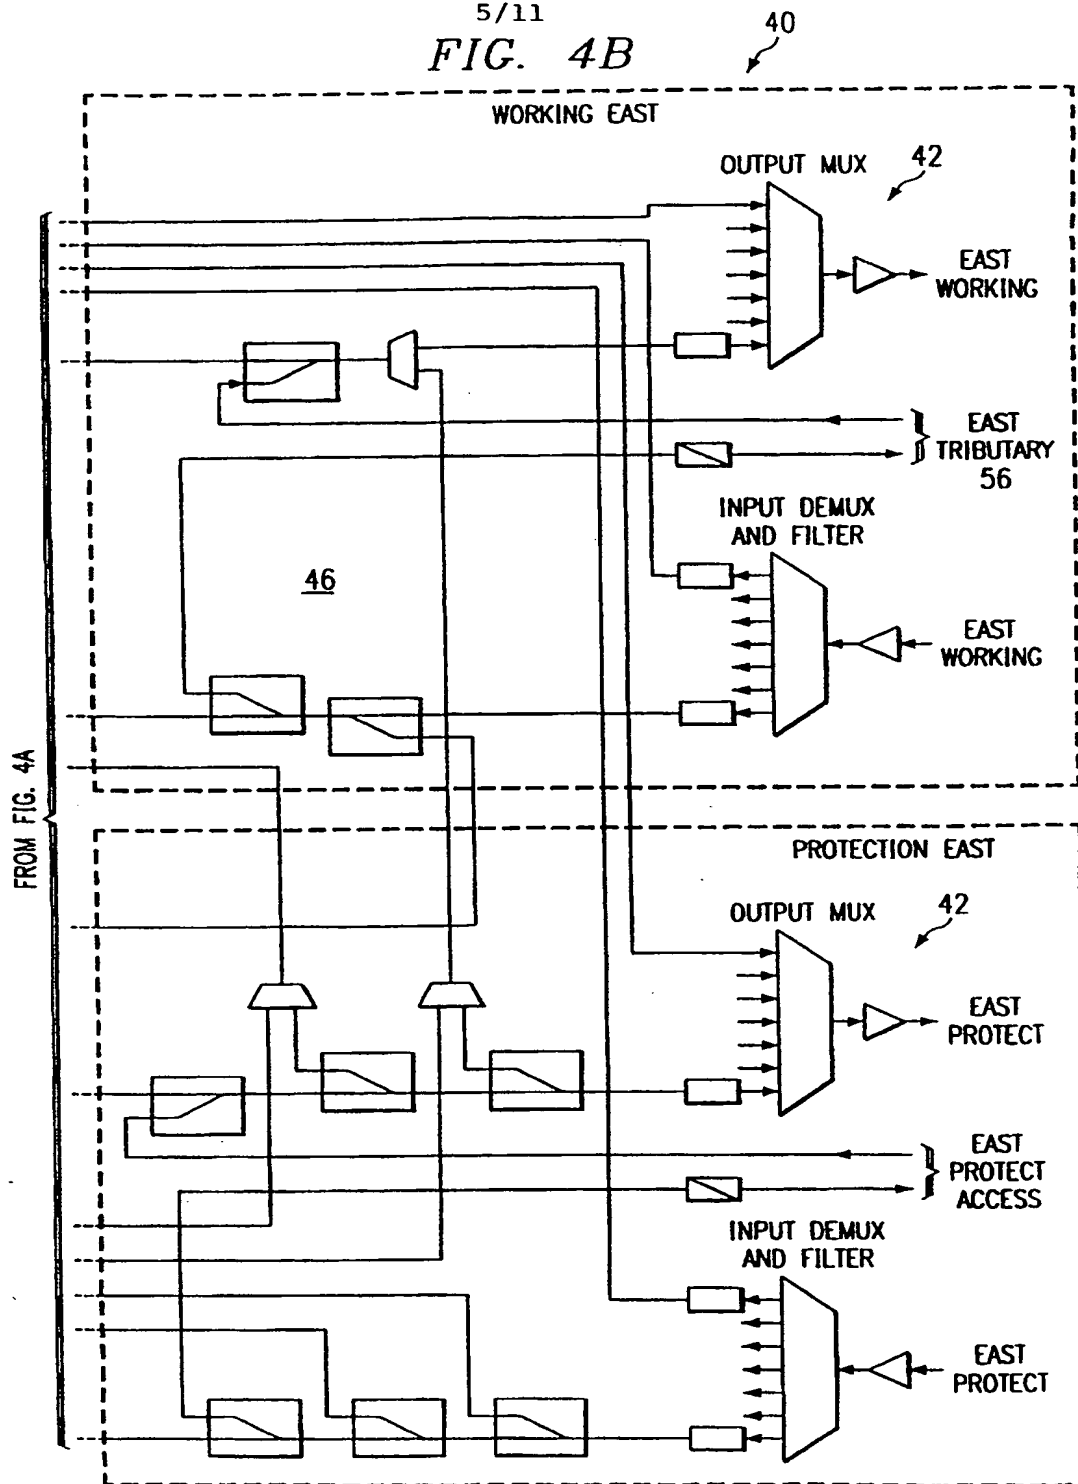 5/11
FIG. 4B
40
WORKING EAST
OUTPUT MUX
42
EAST
WORKING
EAST
TRIBUTARY
56
INPUT DEMUX
AND FILTER
46
EAST
WORKING
FROM FIG. 4A
PROTECTION EAST
OUTPUT MUX
42
EAST
PROTECT
EAST
PROTECT
ACCESS
INPUT DEMUX
AND FILTER
EAST
PROTECT